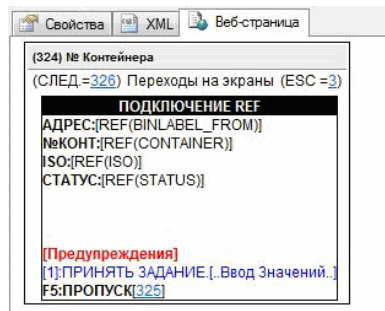 Свойства XML Веб-страница
(324) № Контейнера
(СЛЕД.=326) Переходы на экраны (ESC =3)
ПОДКЛЮЧЕНИЕ REF
АДРЕС:[REF(BINLABEL_FROM)]
№КОНТ:[REF(CONTAINER)]
ISO:[REF(ISO)]
СТАТУС:[REF(STATUS)]
[Предупреждения]
[1]:ПРИНЯТЬ ЗАДАНИЕ.[..Ввод Значений..]
F5:ПРОПУСК[325]